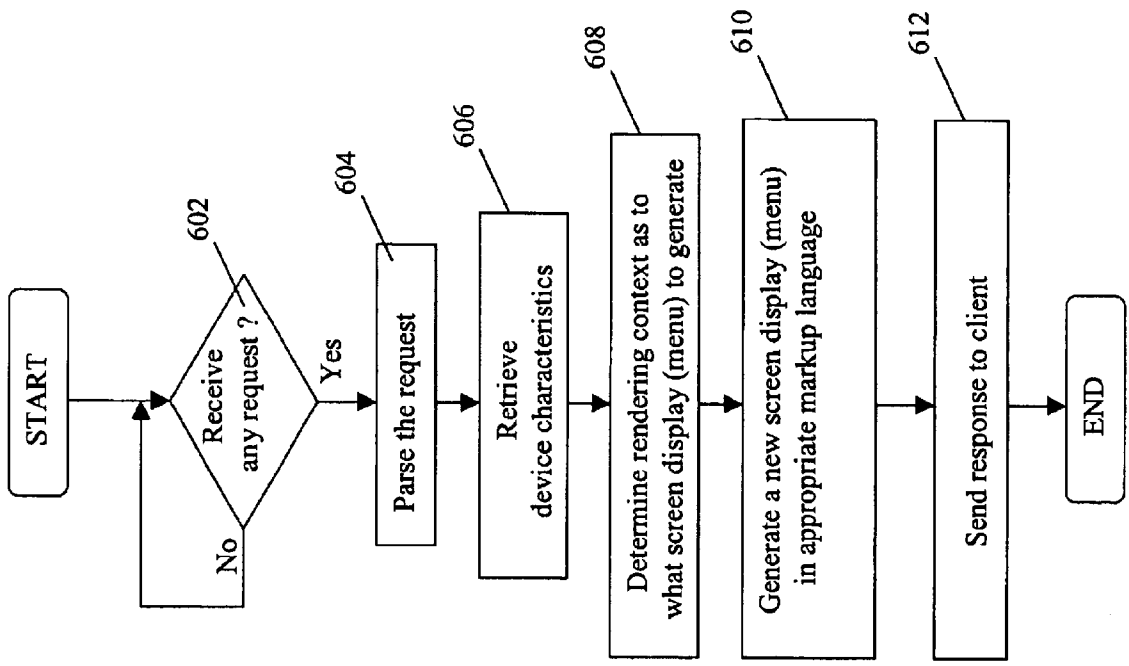 START
602
Receive
any request ?
No
Yes
604
Parse the request
606
Retrieve
device characteristics
608
Determine rendering context as to
what screen display (menu) to generate
610
Generate a new screen display (menu)
in appropriate markup language
612
Send response to client
END